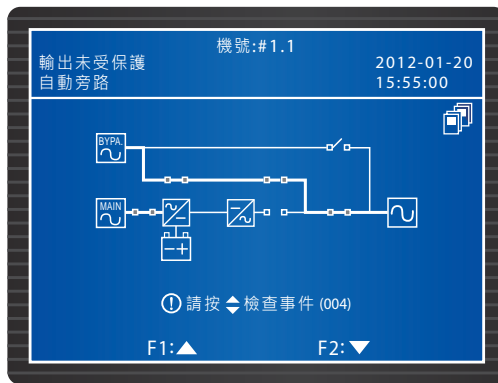 機號:#1.1
輸出未受保護
2012-01-20
自動旁路
15:55:00
BYPA.
MAIN
請按檢查事件 (004)
F1:
F2: